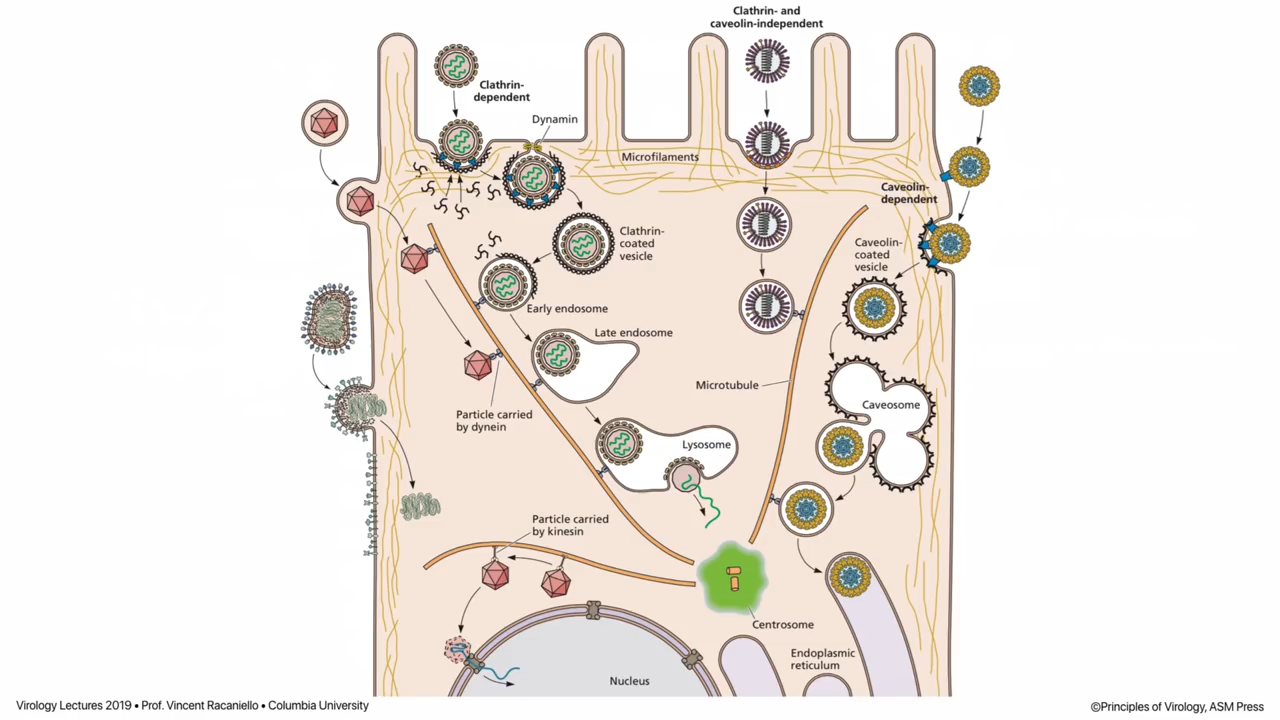 Clathrin- and
caveolin-independent
Clathrin-
dependent
Dynamin
Microfilaments
Caveolin-
dependent
Clathrin-
coated
vesicle
Caveolin-
coated
vesicle
Early endosome
Late endosome
Microtubule
Caveosome
Particle carried
by dynein
Lysosome
Particle carried
by kinesin
Centrosome
Endoplasmic
reticulum
Nucleus
Virology Lectures 2019 • Prof. Vincent Racaniello • Columbia University
©Principles of Virology, ASM Press